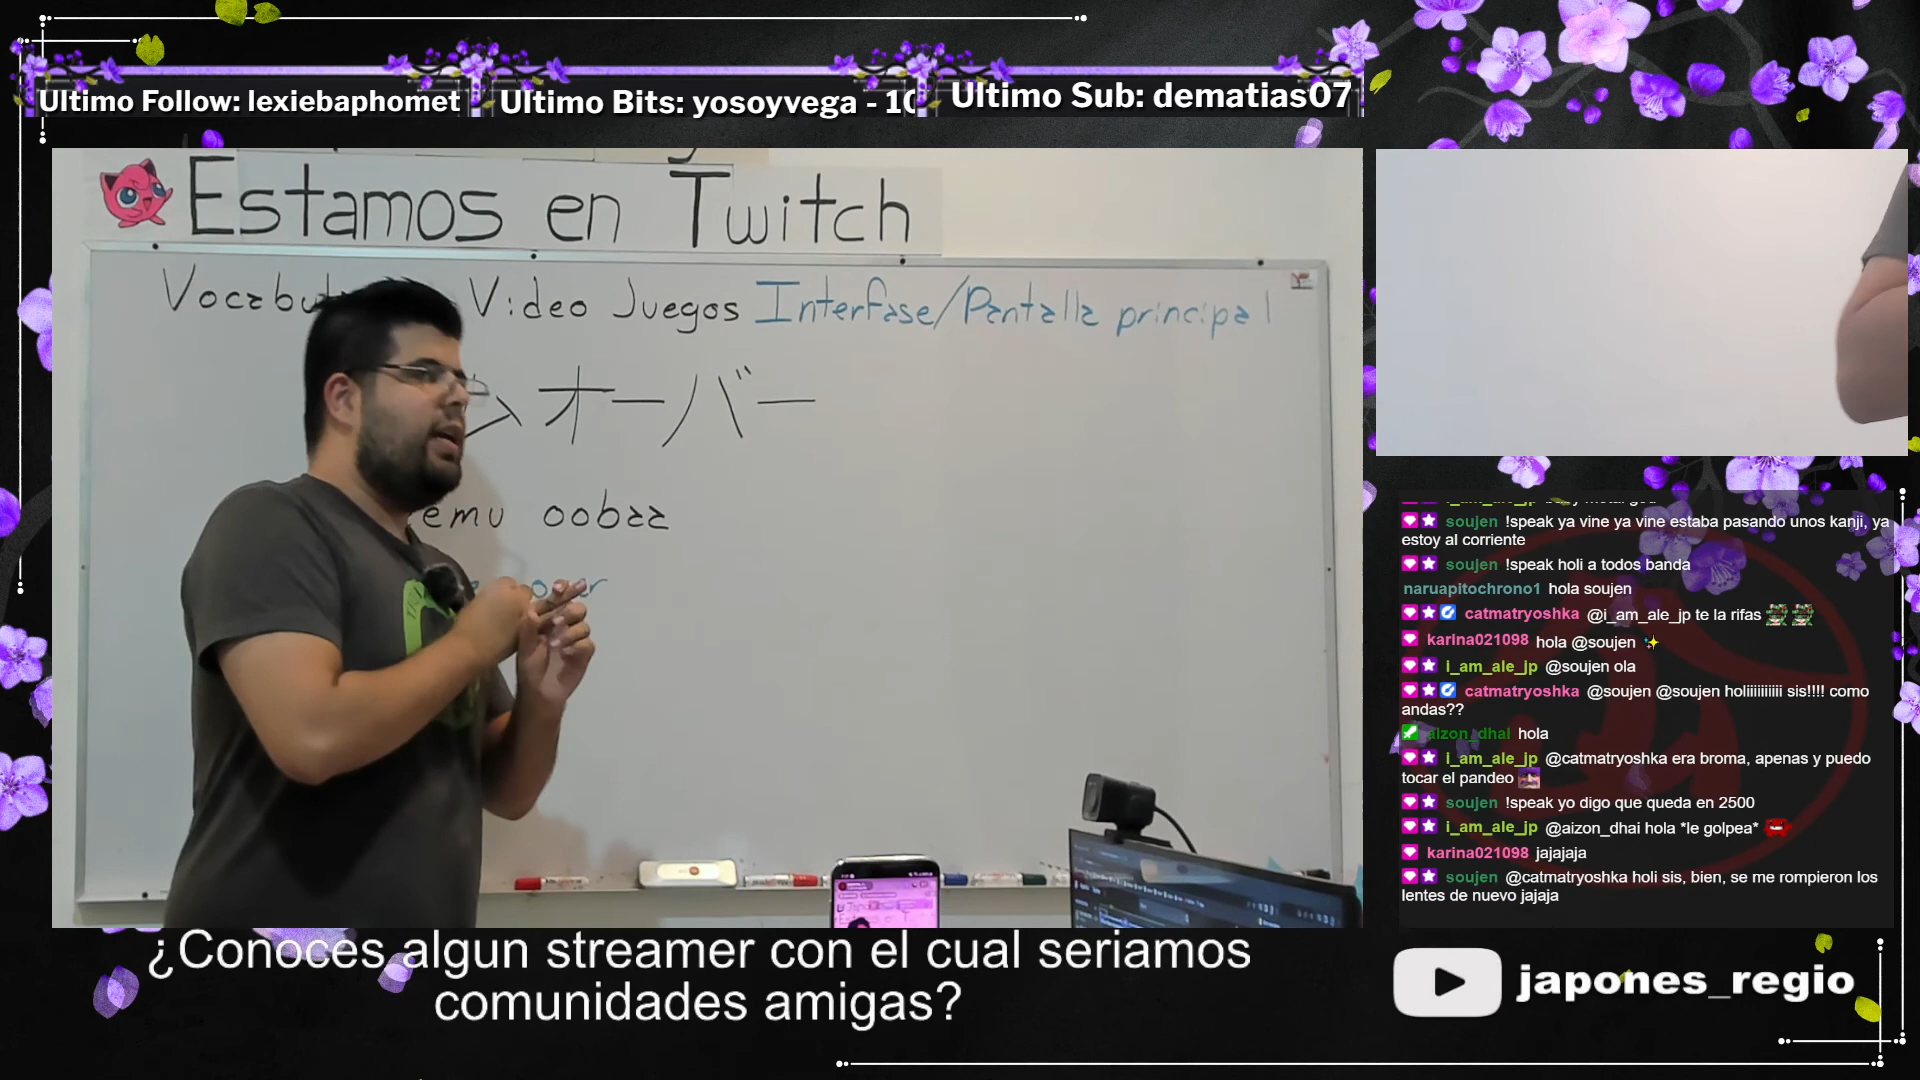 Ultimo Follow: lexiebaphomet
Ultimo Bits: yosoyvega - 10
Ultimo Sub: dematias07
Estamos en Twitch
Video Juegos Interfase/Pantalla principal
ム オーバー
emu oobaa
¿Conoces algun streamer con el cual seriamos
comunidades amigas?
soujen !speak ya vine ya vine estaba pasando unos kanji, ya
estoy al corriente
soujen !speak holi a todos banda
naruapitochrono1 hola soujen
catmatryoshka @i_am_ale_jp te la rifas
karina021098 hola @soujen
i_am_ale_jp @soujen ola
catmatryoshka @soujen @soujen holiiiiiiiiiii sis!!!! como
andas??
aizon_dhai hola
i_am_ale_jp @catmatryoshka era broma, apenas y puedo
tocar el pandeo
soujen !speak yo digo que queda en 2500
i_am_ale_jp @aizon_dhai hola *le golpea*
karina021098 jajajaja
soujen @catmatryoshka holi sis, bien, se me rompieron los
lentes de nuevo jajaja
japones_regio